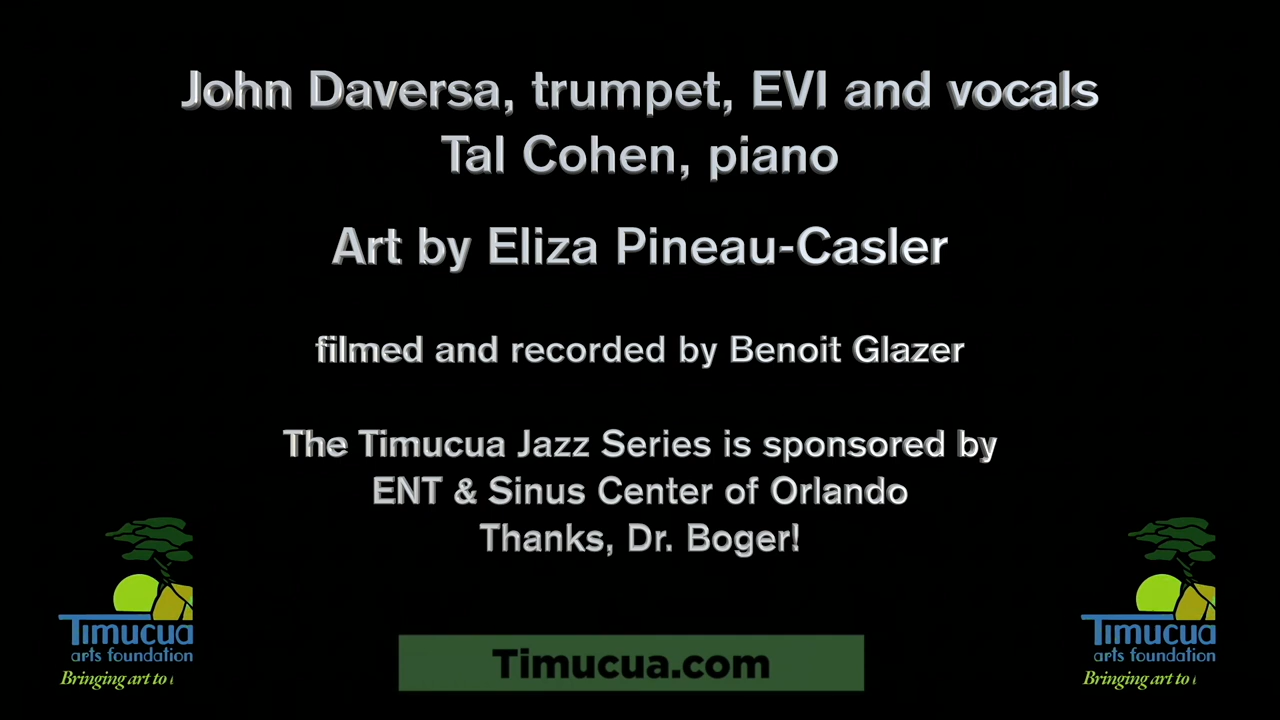 John Daversa, trumpet, EVI and vocals
Tal Cohen, piano
Art by Eliza Pineau-Casler
filmed and recorded by Benoit Glazer
The Timucua Jazz Series is sponsored by
ENT & Sinus Center of Orlando
Thanks, Dr. Boger!
Timucua
arts foundation
Bringing art to
Timucua.com
Timucua
arts foundation
Bringing art to